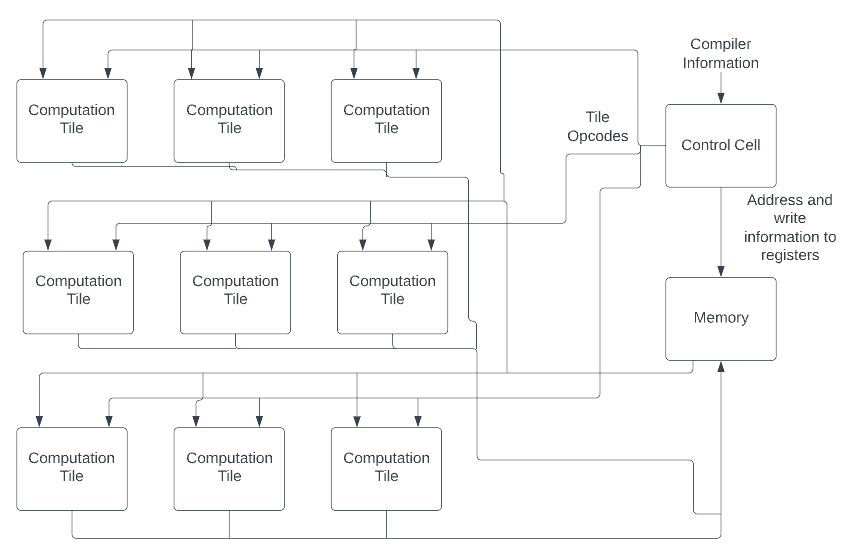 Compiler
Information
Computation
Tile
Computation
Tile
Computation
Tile
Tile
Opcodes
Control Cell
Address and
write
information to
registers
Computation
Tile
Computation
Tile
Computation
Tile
Memory
Computation
Tile
Computation
Tile
Computation
Tile